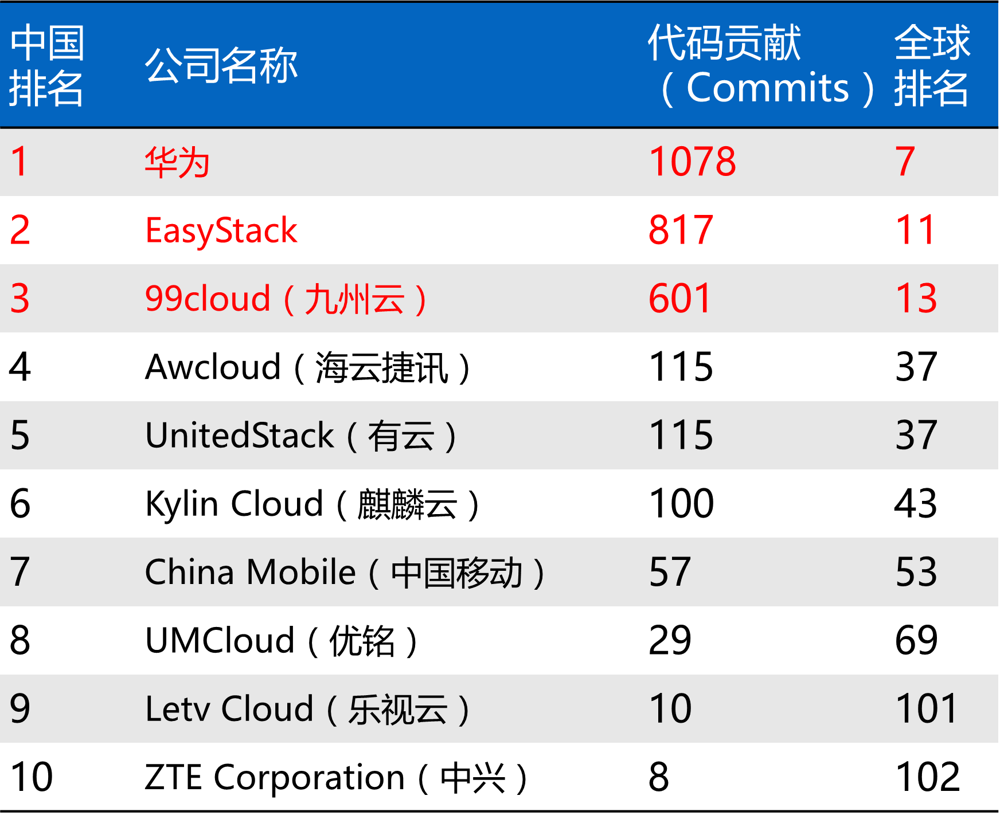 中国排名 公司名称 代码贡献（Commits） 全球排名
1 华为 1078 7
2 EasyStack 817 11
3 99cloud（九州云） 601 13
4 Awcloud（海云捷讯） 115 37
5 UnitedStack（有云） 115 37
6 Kylin Cloud（麒麟云） 100 43
7 China Mobile（中国移动） 57 53
8 UMCloud（优铭） 29 69
9 Letv Cloud（乐视云） 10 101
10 ZTE Corporation（中兴） 8 102